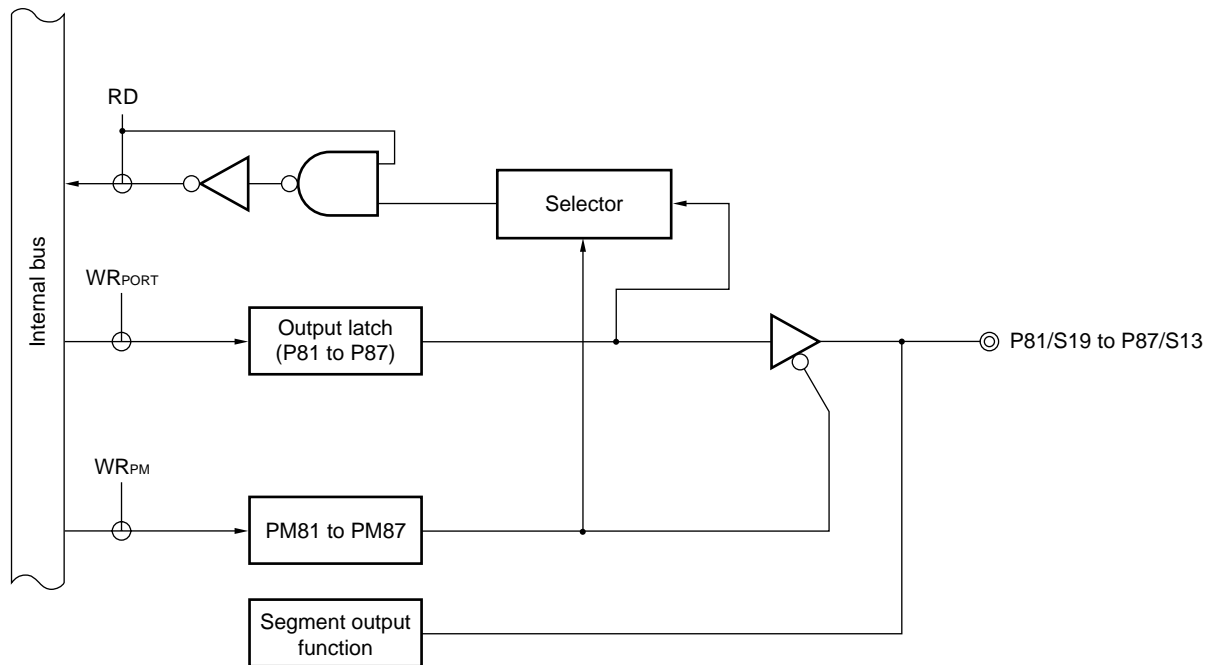 RD
Selector
Internal bus
WRPORT
Output latch
(P81 to P87)
P81/S19 to P87/S13
WRPM
PM81 to PM87
Segment output
function